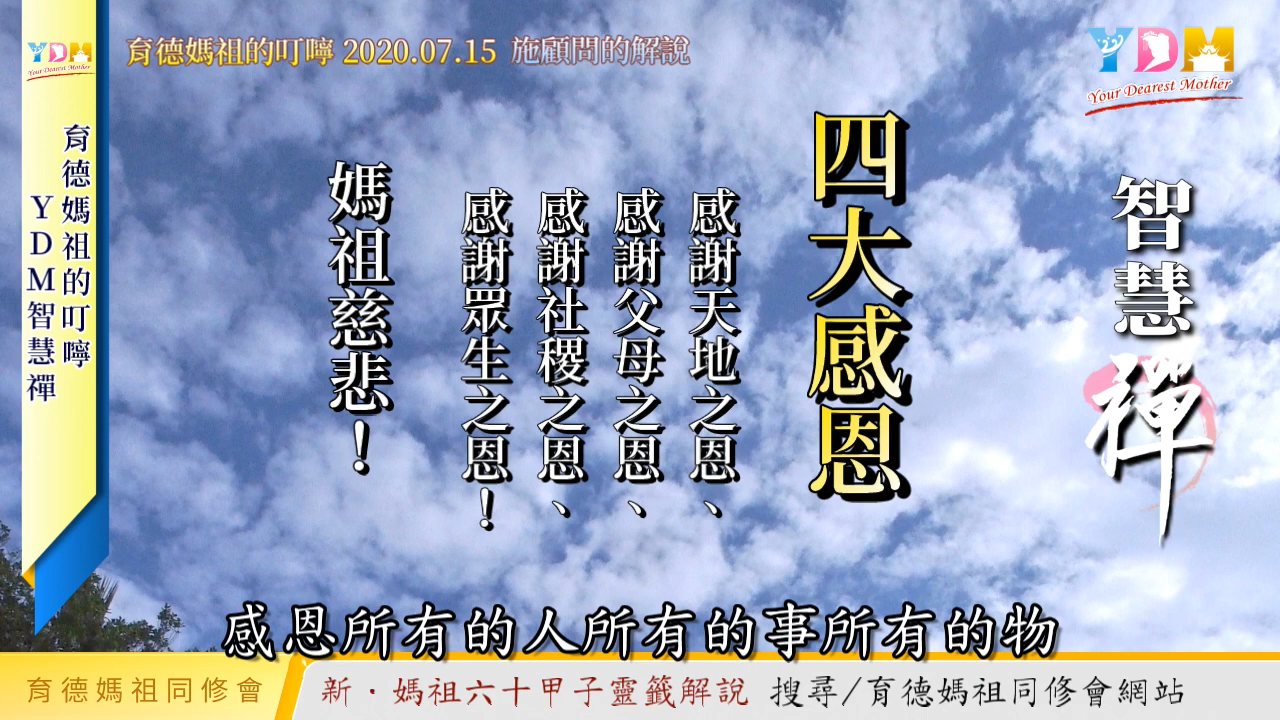 育德媽祖的叮嚀 2020.07.15 施顧問的解說
YDM
Your Dearest Mother
YDM
Your Dearest Mother
育德媽祖的叮嚀
YDM智慧禪
智慧禪
四大感恩
感謝天地之恩、
感謝父母之恩、
感謝社稷之恩、
感謝眾生之恩！
媽祖慈悲！
感恩所有的人所有的事所有的物
育德媽祖同修會
新．媽祖六十甲子靈籤解說 搜尋/育德媽祖同修會網站